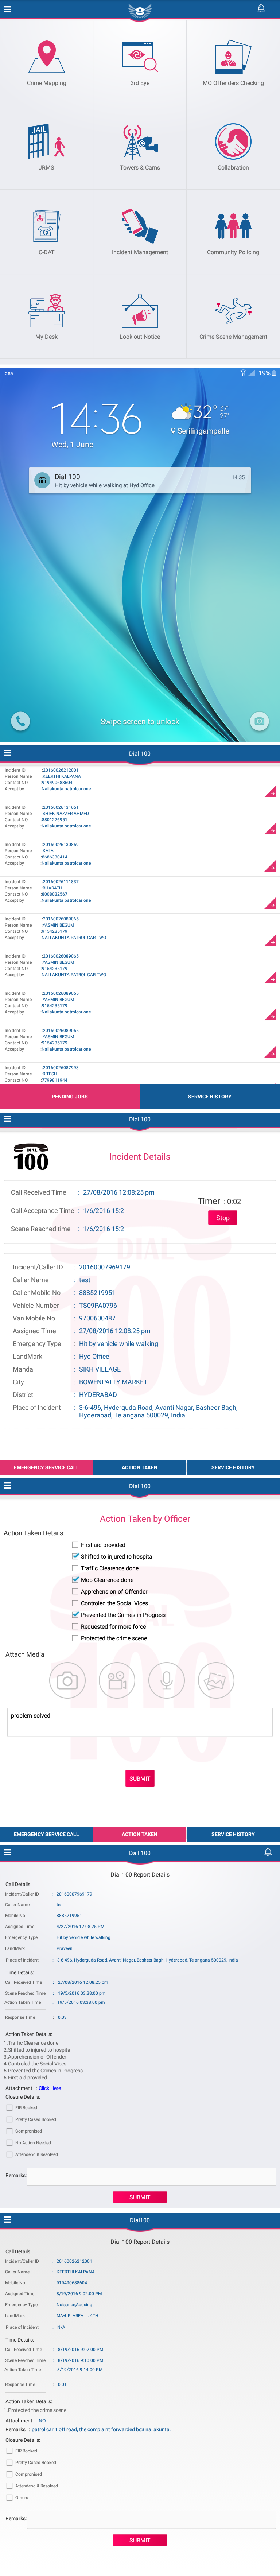 Crime Mapping
3rd Eye
MO Offenders Checking
JAIL
JRMS
Towers & Cams
Collabration
C-DAT
Incident Management
Community Policing
My Desk
Look out Notice
Crime Scene Management
Idea 19%
14:36
32° 37° 27°
Wed, 1 June
Senlingampalle
Dial 100 14:35
Hit by vehicle while walking at Hyd Office
Swipe screen to unlock
Dial 100
Incident ID :20160026212001
Person Name :KEERTHI KALPANA
Contact NO :919490688604
Accept by :Nallakunta patrolcar one
Incident ID :20160026131651
Person Name :SHIEK NAZZER AHMED
Contact NO :8801226951
Accept by :Nallakunta patrolcar one
Incident ID :20160026130859
Person Name :KALA
Contact NO :8686330414
Accept by :Nallakunta patrolcar one
Incident ID :20160026111837
Person Name :BHARATH
Contact NO :8008032567
Accept by :Nallakunta patrolcar one
Incident ID :20160026089065
Person Name :YASMIN BEGUM
Contact NO :9154235179
Accept by :NALLAKUNTA PATROL CAR TWO
Incident ID :20160026089065
Person Name :YASMIN BEGUM
Contact NO :9154235179
Accept by :NALLAKUNTA PATROL CAR TWO
Incident ID :20160026089065
Person Name :YASMIN BEGUM
Contact NO :9154235179
Accept by :Nallakunta patrolcar one
Incident ID :20160026089065
Person Name :YASMIN BEGUM
Contact NO :9154235179
Accept by :Nallakunta patrolcar one
Incident ID :20160026087993
Person Name :RITESH
Contact NO :7799811944
PENDING JOBS SERVICE HISTORY
Dial 100
DIAL 100
Incident Details
Call Received Time : 27/08/2016 12:08:25 pm
Call Acceptance Time : 1/6/2016 15:2
Scene Reached time : 1/6/2016 15:2
Timer : 0:02
Stop
Incident/Caller ID : 20160007969179
Caller Name : test
Caller Mobile No : 8885219951
Vehicle Number : TS09PA0796
Van Mobile No : 9700600487
Assigned Time : 27/08/2016 12:08:25 pm
Emergency Type : Hit by vehicle while walking
LandMark : Hyd Office
Mandal : SIKH VILLAGE
City : BOWENPALLY MARKET
District : HYDERABAD
Place of Incident : 3-6-496, Hyderguda Road, Avanti Nagar, Basheer Bagh,
Hyderabad, Telangana 500029, India
EMERGENCY SERVICE CALL ACTION TAKEN SERVICE HISTORY
Dial 100
Action Taken by Officer
Action Taken Details:
First aid provided
Shifted to injured to hospital
Traffic Clearence done
Mob Clearence done
Apprehension of Offender
Controled the Social Vices
Prevented the Crimes in Progress
Requested for more force
Protected the crime scene
Attach Media
problem solved
SUBMIT
EMERGENCY SERVICE CALL ACTION TAKEN SERVICE HISTORY
Dail 100
Dial 100 Report Details
Call Details:
Incident/Caller ID : 20160007969179
Caller Name : test
Mobile No : 8885219951
Assigned Time : 4/27/2016 12:08:25 PM
Emergency Type : Hit by vehicle while walking
LandMark : Praveen
Place of Incident : 3-6-496, Hyderguda Road, Avanti Nagar, Basheer Bagh, Hyderabad, Telangana 500029, India
Time Details:
Call Received Time : 27/08/2016 12:08:25 pm
Scene Reached Time : 19/5/2016 03:38:00 pm
Action Taken Time : 19/5/2016 03:38:00 pm
Response Time : 0:03
Action Taken Details:
1.Traffic Clearence done
2.Shifted to injured to hospital
3.Apprehension of Offender
4.Controled the Social Vices
5.Prevented the Crimes in Progress
6.First aid provided
Attachment : Click Here
Closure Details:
FIR Booked
Pretty Cased Booked
Compromised
No Action Needed
Attendend & Resolved
Remarks:
SUBMIT
Dial100
Dial 100 Report Details
Call Details:
Incident/Caller ID : 20160026212001
Caller Name : KEERTHI KALPANA
Mobile No : 919490688604
Assigned Time : 8/19/2016 9:02:00 PM
Emergency Type : Nuisance,Abusing
LandMark : MAYURI AREA..... 4TH
Place of Incident : N/A
Time Details:
Call Received Time : 8/19/2016 9:02:00 PM
Scene Reached Time : 8/19/2016 9:10:00 PM
Action Taken Time : 8/19/2016 9:14:00 PM
Response Time : 0:01
Action Taken Details:
1.Protected the crime scene
Attachment : NO
Remarks : patrol car 1 off road, the complaint forwarded bc3 nallakunta.
Closure Details:
FIR Booked
Pretty Cased Booked
Compromised
Attendend & Resolved
Others
Remarks:
SUBMIT